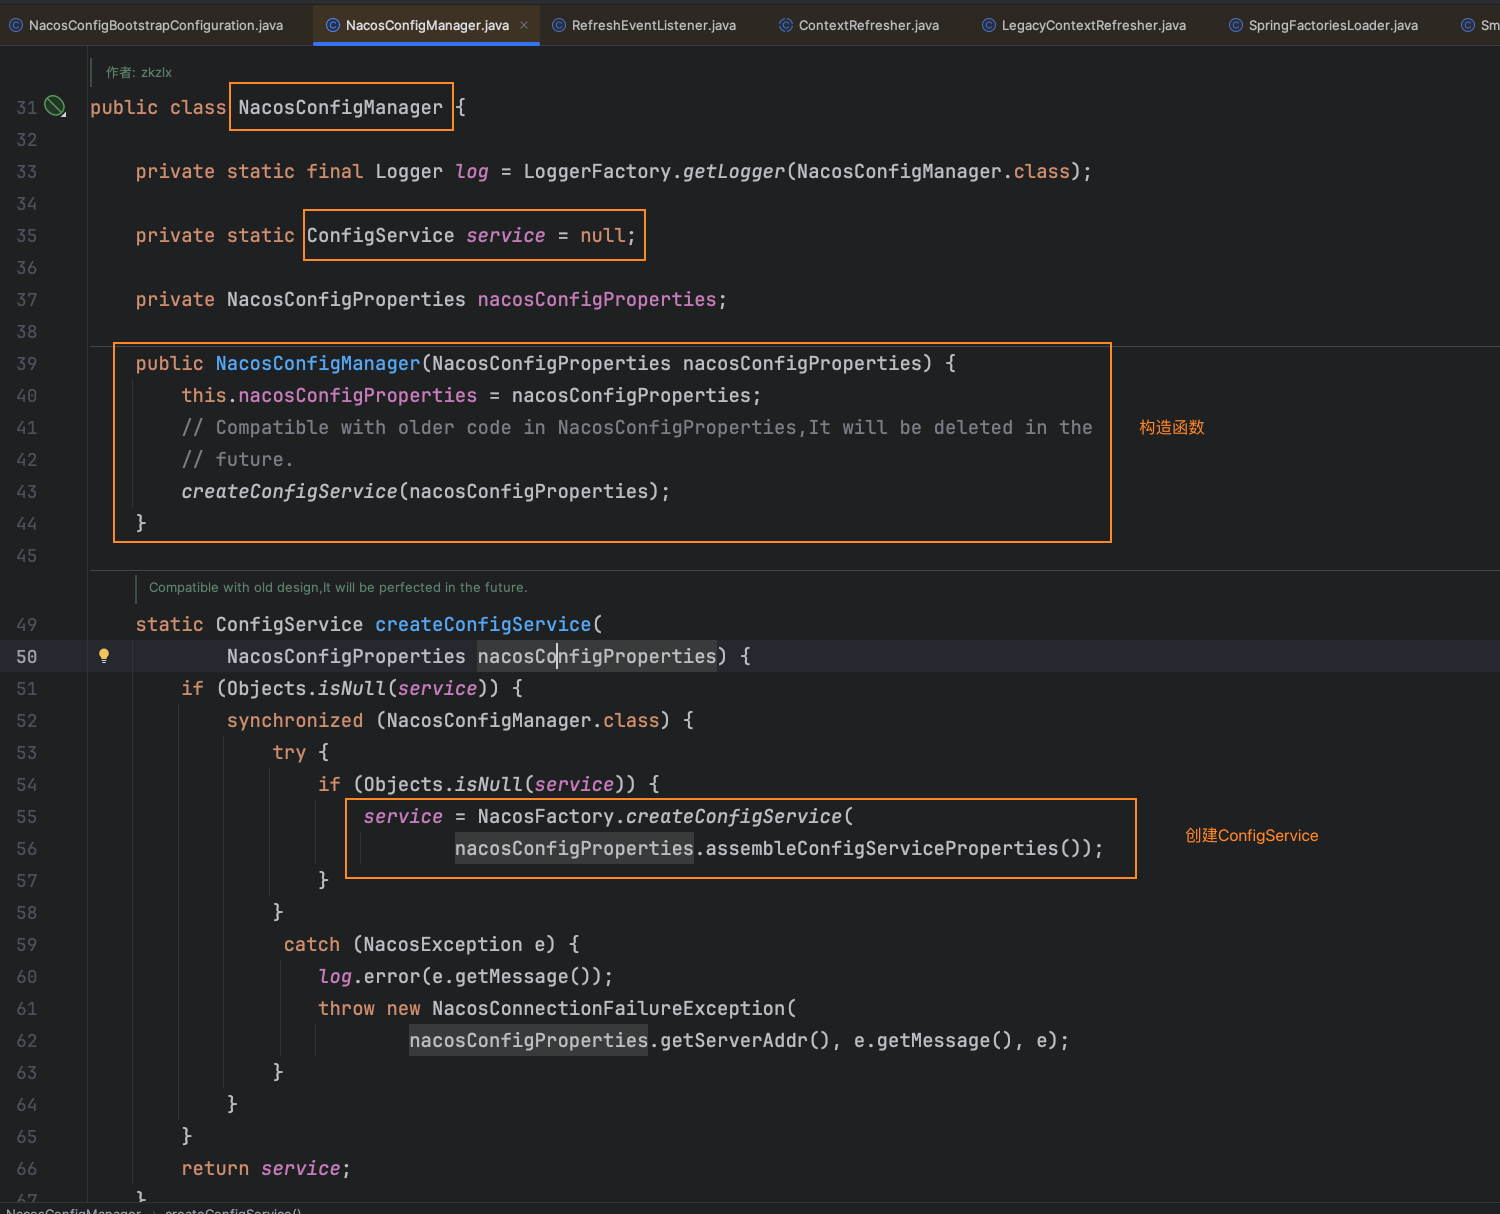 NacosConfigBootstrapConfiguration.java NacosConfigManager.java × RefreshEventListener.java ContextRefresher.java LegacyContextRefresher.java SpringFactoriesLoader.java Sm
作者: zkzlx
31 public class NacosConfigManager {
32
33 private static final Logger log = LoggerFactory.getLogger(NacosConfigManager.class);
34
35 private static ConfigService service = null;
36
37 private NacosConfigProperties nacosConfigProperties;
38
39 public NacosConfigManager(NacosConfigProperties nacosConfigProperties) {
40 this.nacosConfigProperties = nacosConfigProperties;
41 // Compatible with older code in NacosConfigProperties,It will be deleted in the
构造函数
42 // future.
43 createConfigService(nacosConfigProperties);
44 }
45
Compatible with old design,It will be perfected in the future.
49 static ConfigService createConfigService(
50 NacosConfigProperties nacosConfigProperties) {
51 if (Objects.isNull(service)) {
52 synchronized (NacosConfigManager.class) {
53 try {
54 if (Objects.isNull(service)) {
55 service = NacosFactory.createConfigService(
创建ConfigService
56 nacosConfigProperties.assembleConfigServiceProperties());
57 }
58 }
59 catch (NacosException e) {
60 log.error(e.getMessage());
61 throw new NacosConnectionFailureException(
62 nacosConfigProperties.getServerAddr(), e.getMessage(), e);
63 }
64 }
65 }
66 return service;
67 }
NacosConfigManager createConfigService()